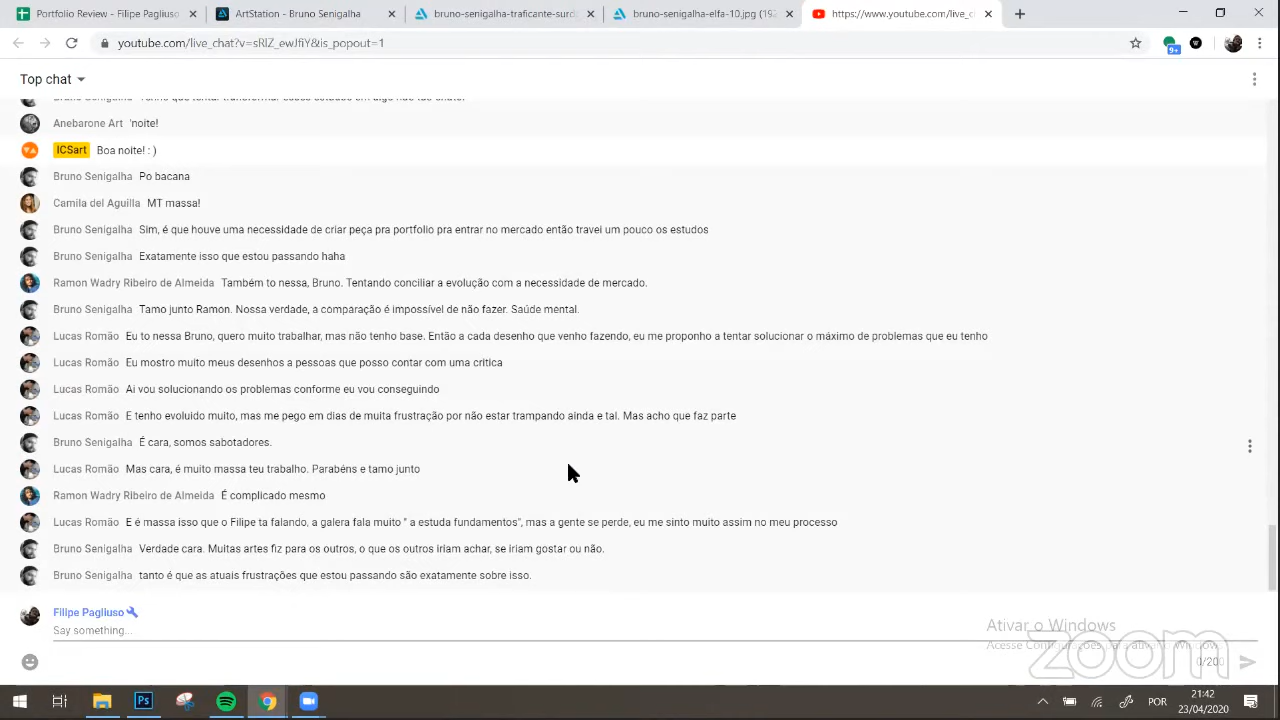 Portfolio Review - Filipe Pagliuso
ArtStation - Bruno Senigalha
bruno-senigalha-traficante-sur
bruno-senigalha-elfa-10.jpg (192
https://www.youtube.com/live_c
youtube.com/live_chat?v=sRlZ_ewJfiY&is_popout=1
9+
Top chat
Bruno Senigalha
Anebarone Art 'noite!
ICSart Boa noite! : )
Bruno Senigalha Po bacana
Camila del Aguilla MT massa!
Bruno Senigalha Sim, é que houve uma necessidade de criar peça pra portfolio pra entrar no mercado então travei um pouco os estudos
Bruno Senigalha Exatamente isso que estou passando haha
Ramon Wadry Ribeiro de Almeida Também to nessa, Bruno. Tentando conciliar a evolução com a necessidade de mercado.
Bruno Senigalha Tamo junto Ramon. Nossa verdade, a comparação é impossível de não fazer. Saúde mental.
Lucas Romão Eu to nessa Bruno, quero muito trabalhar, mas não tenho base. Então a cada desenho que venho fazendo, eu me proponho a tentar solucionar o máximo de problemas que eu tenho
Lucas Romão Eu mostro muito meus desenhos a pessoas que posso contar com uma critica
Lucas Romão Ai vou solucionando os problemas conforme eu vou conseguindo
Lucas Romão E tenho evoluido muito, mas me pego em dias de muita frustração por não estar trampando ainda e tal. Mas acho que faz parte
Bruno Senigalha É cara, somos sabotadores.
Lucas Romão Mas cara, é muito massa teu trabalho. Parabéns e tamo junto
Ramon Wadry Ribeiro de Almeida É complicado mesmo
Lucas Romão E é massa isso que o Filipe ta falando, a galera fala muito " a estuda fundamentos", mas a gente se perde, eu me sinto muito assim no meu processo
Bruno Senigalha Verdade cara. Muitas artes fiz para os outros, o que os outros iriam achar, se iriam gostar ou não.
Bruno Senigalha tanto é que as atuais frustrações que estou passando são exatamente sobre isso.
Filipe Pagliuso
Say something...
Ativar o Windows
Acesse Configurações para ativar o Windows.
zoom
0/200
Ps
POR
21:42
23/04/2020